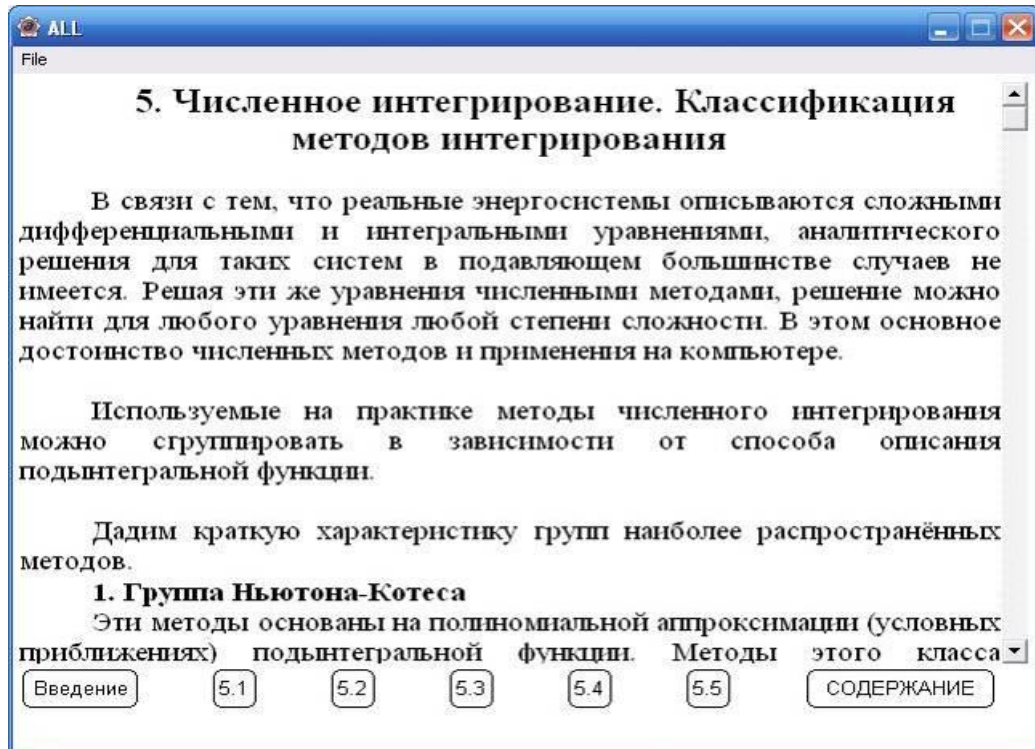 ALL
File
5. Численное интегрирование. Классификация
методов интегрирования
В связи с тем, что реальные энергосистемы описываются сложными
дифференциальными и интегральными уравнениями, аналитического
решения для таких систем в подавляющем большинстве случаев не
имеется. Решая эти же уравнения численными методами, решение можно
найти для любого уравнения любой степени сложности. В этом основное
достоинство численных методов и применения на компьютере.
Используемые на практике методы численного интегрирования
можно сгруппировать в зависимости от способа описания
подынтегральной функции.
Дадим краткую характеристику групп наиболее распространённых
методов.
1. Группа Ньютона-Котеса
Эти методы основаны на полиномиальной аппроксимации (условных
приближениях) подынтегральной функции. Методы этого класса
Введение 5.1 5.2 5.3 5.4 5.5 СОДЕРЖАНИЕ